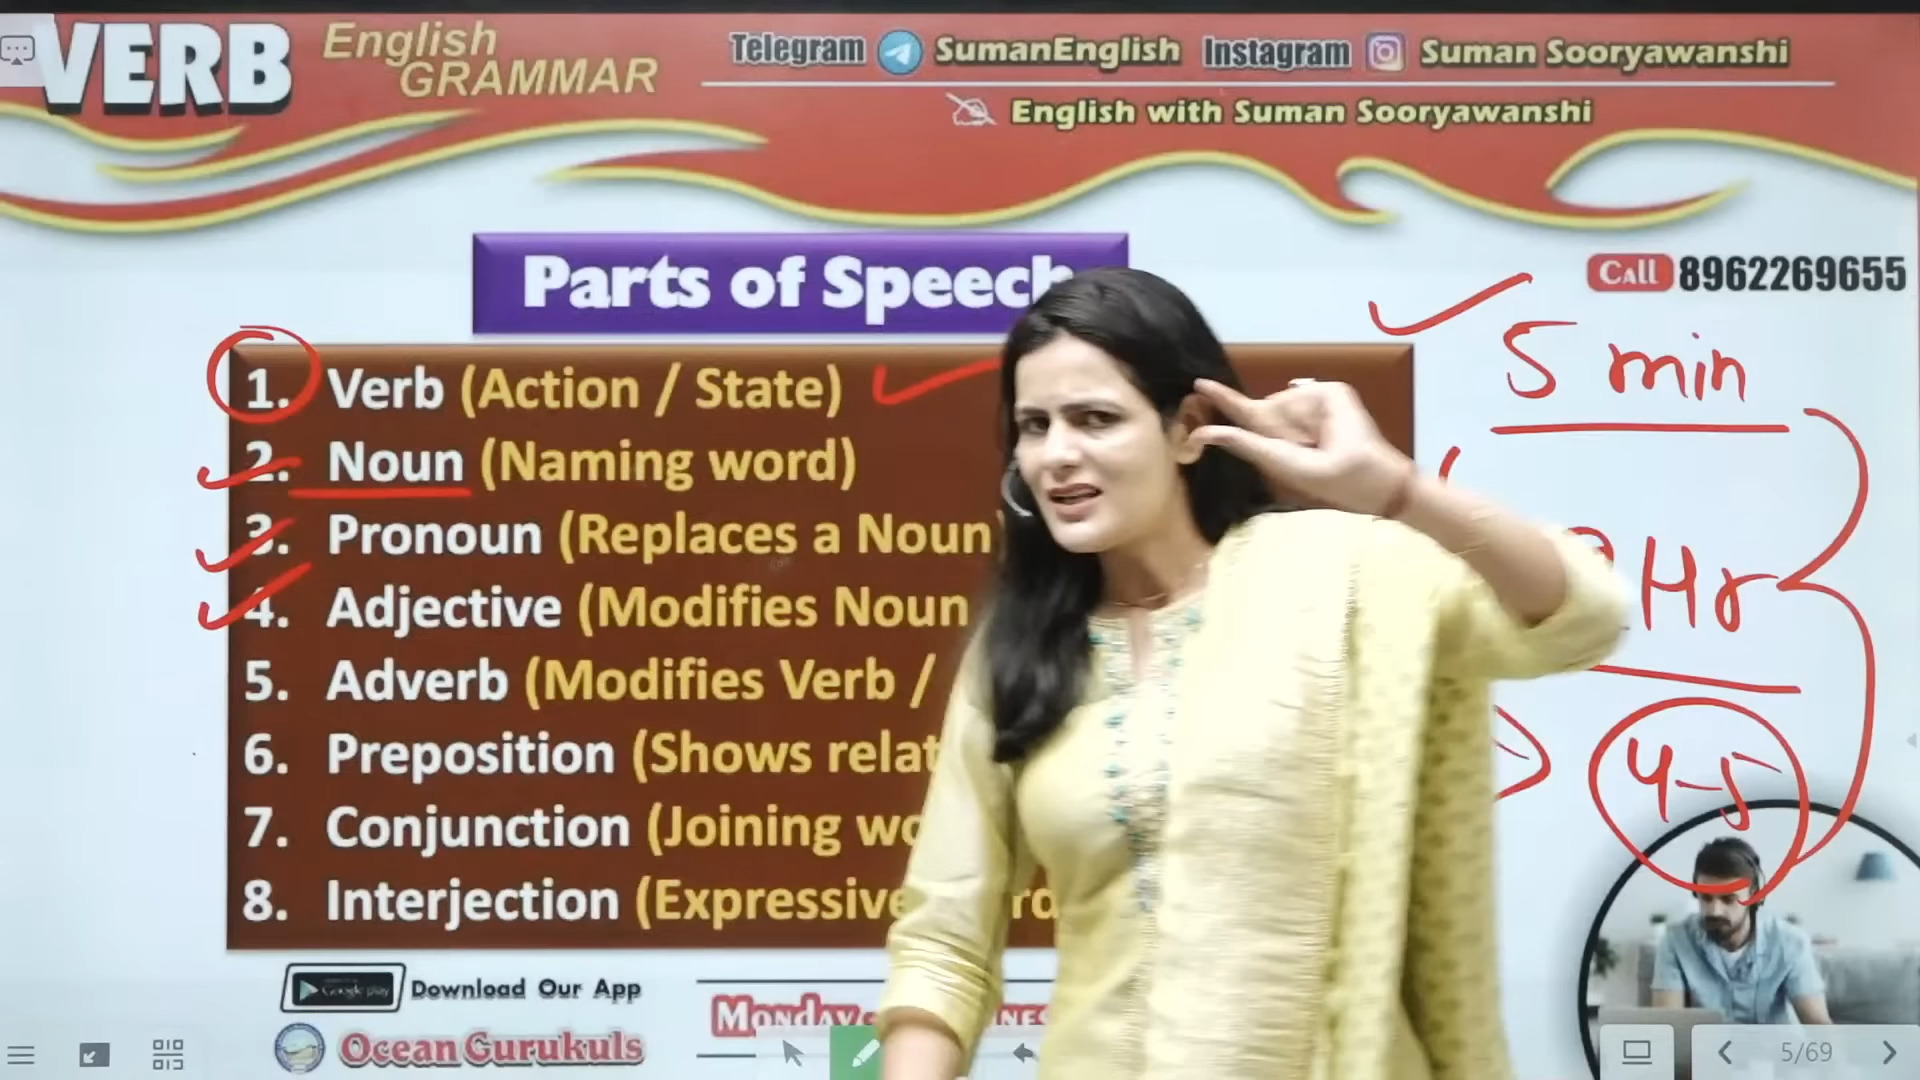 VERB English GRAMMAR
Telegram SumanEnglish Instagram Suman Sooryawanshi
English with Suman Sooryawanshi
Parts of Speech
Call 8962269655
5 min
1. Verb (Action / State)
2. Noun (Naming word)
3. Pronoun (Replaces a Noun)
4. Adjective (Modifies Noun
5. Adverb (Modifies Verb /
6. Preposition (Shows
7. Conjunction (Joining
8. Interjection (Expressive
Hr
4-5
Google play Download Our App
Monday -
Ocean Gurukuls
5/69